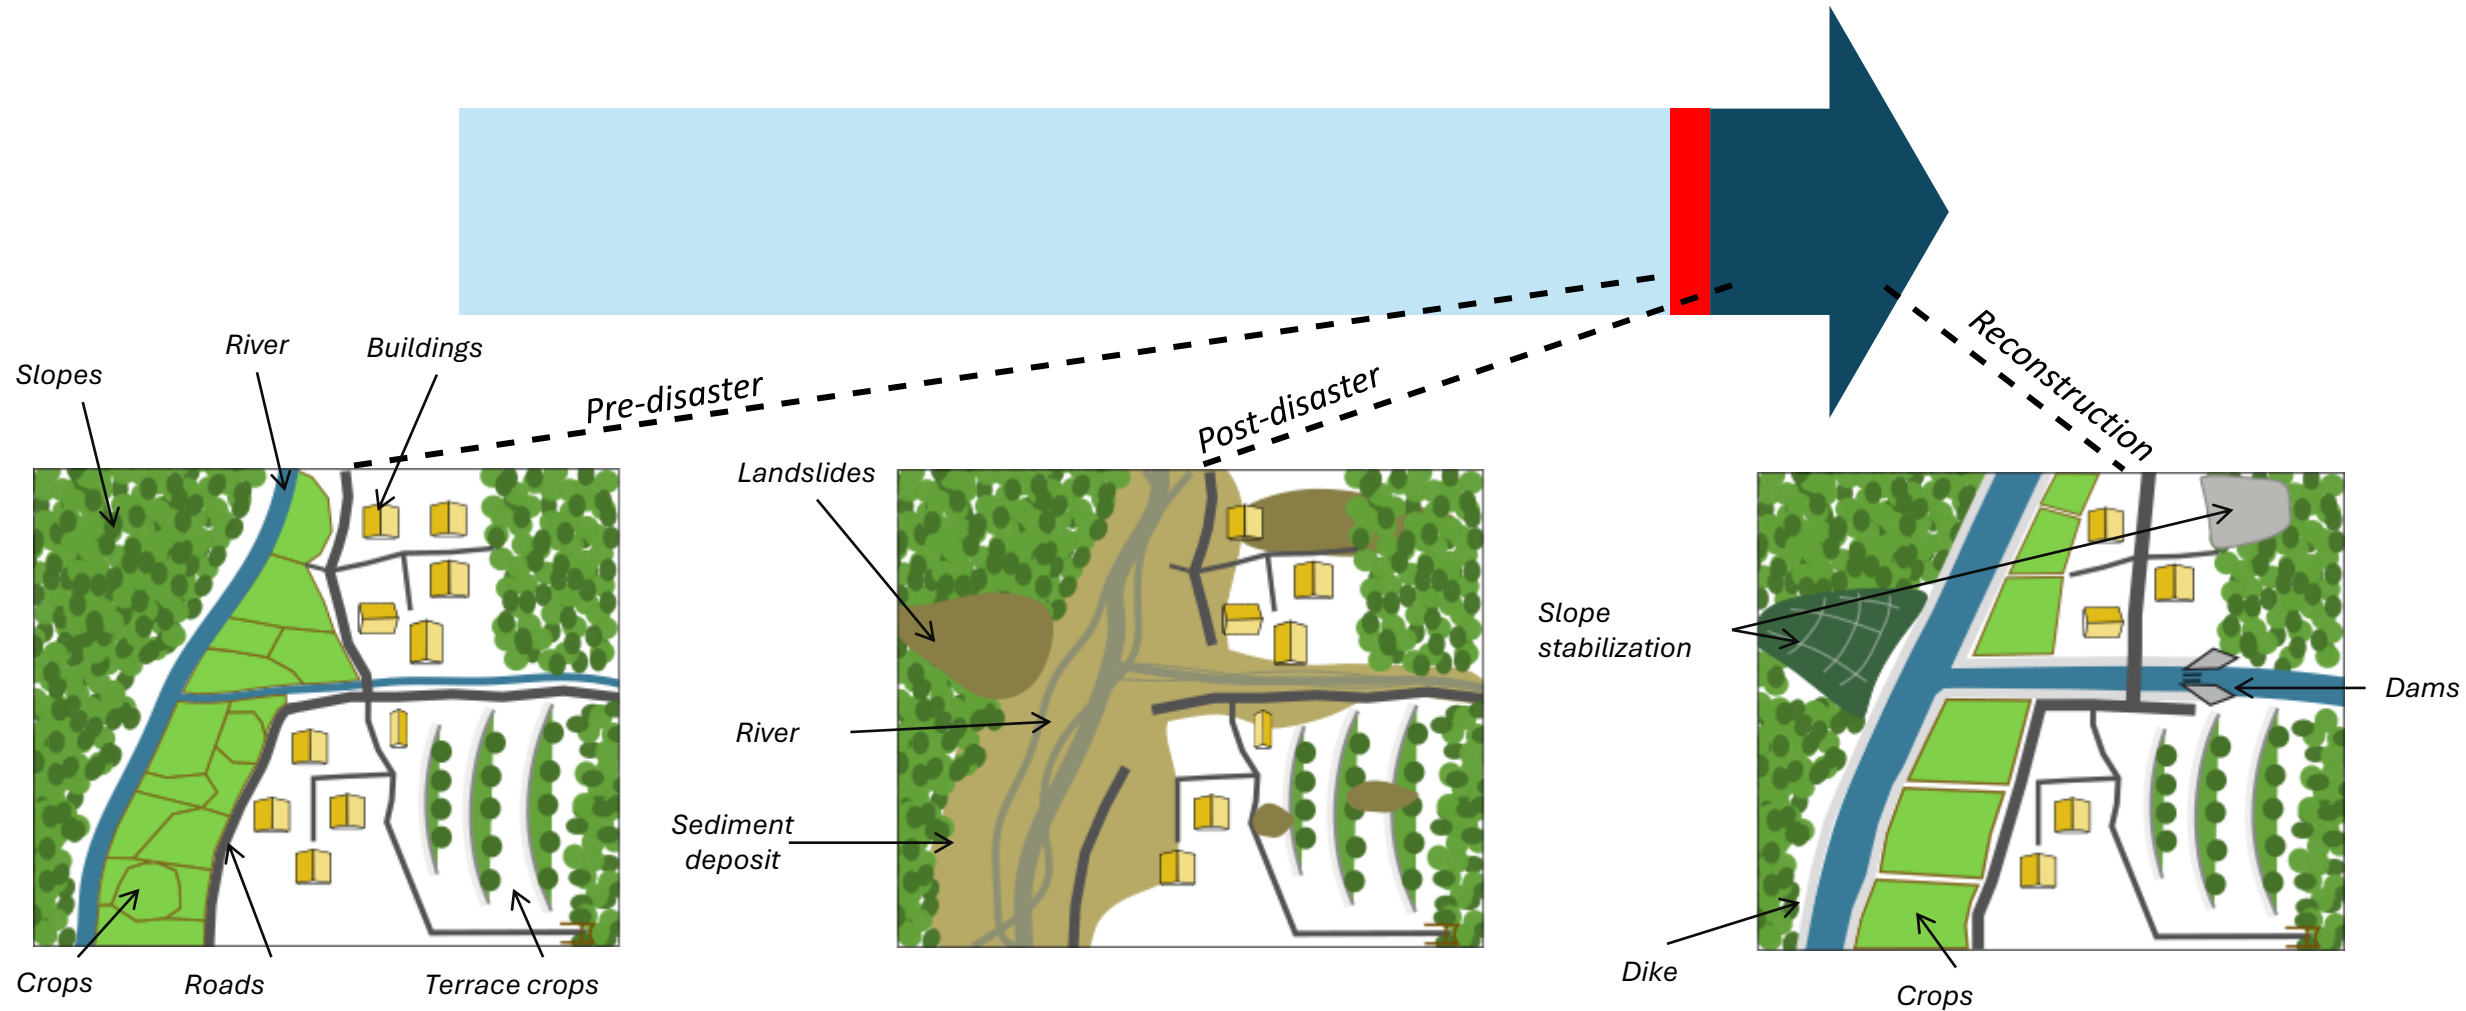 River
Buildings
Slopes
Pre-disaster
Post-disaster
Reconstruction
Landslides
River
Sediment
deposit
Slope
stabilization
Dams
Dike
Crops
Crops
Roads
Terrace crops